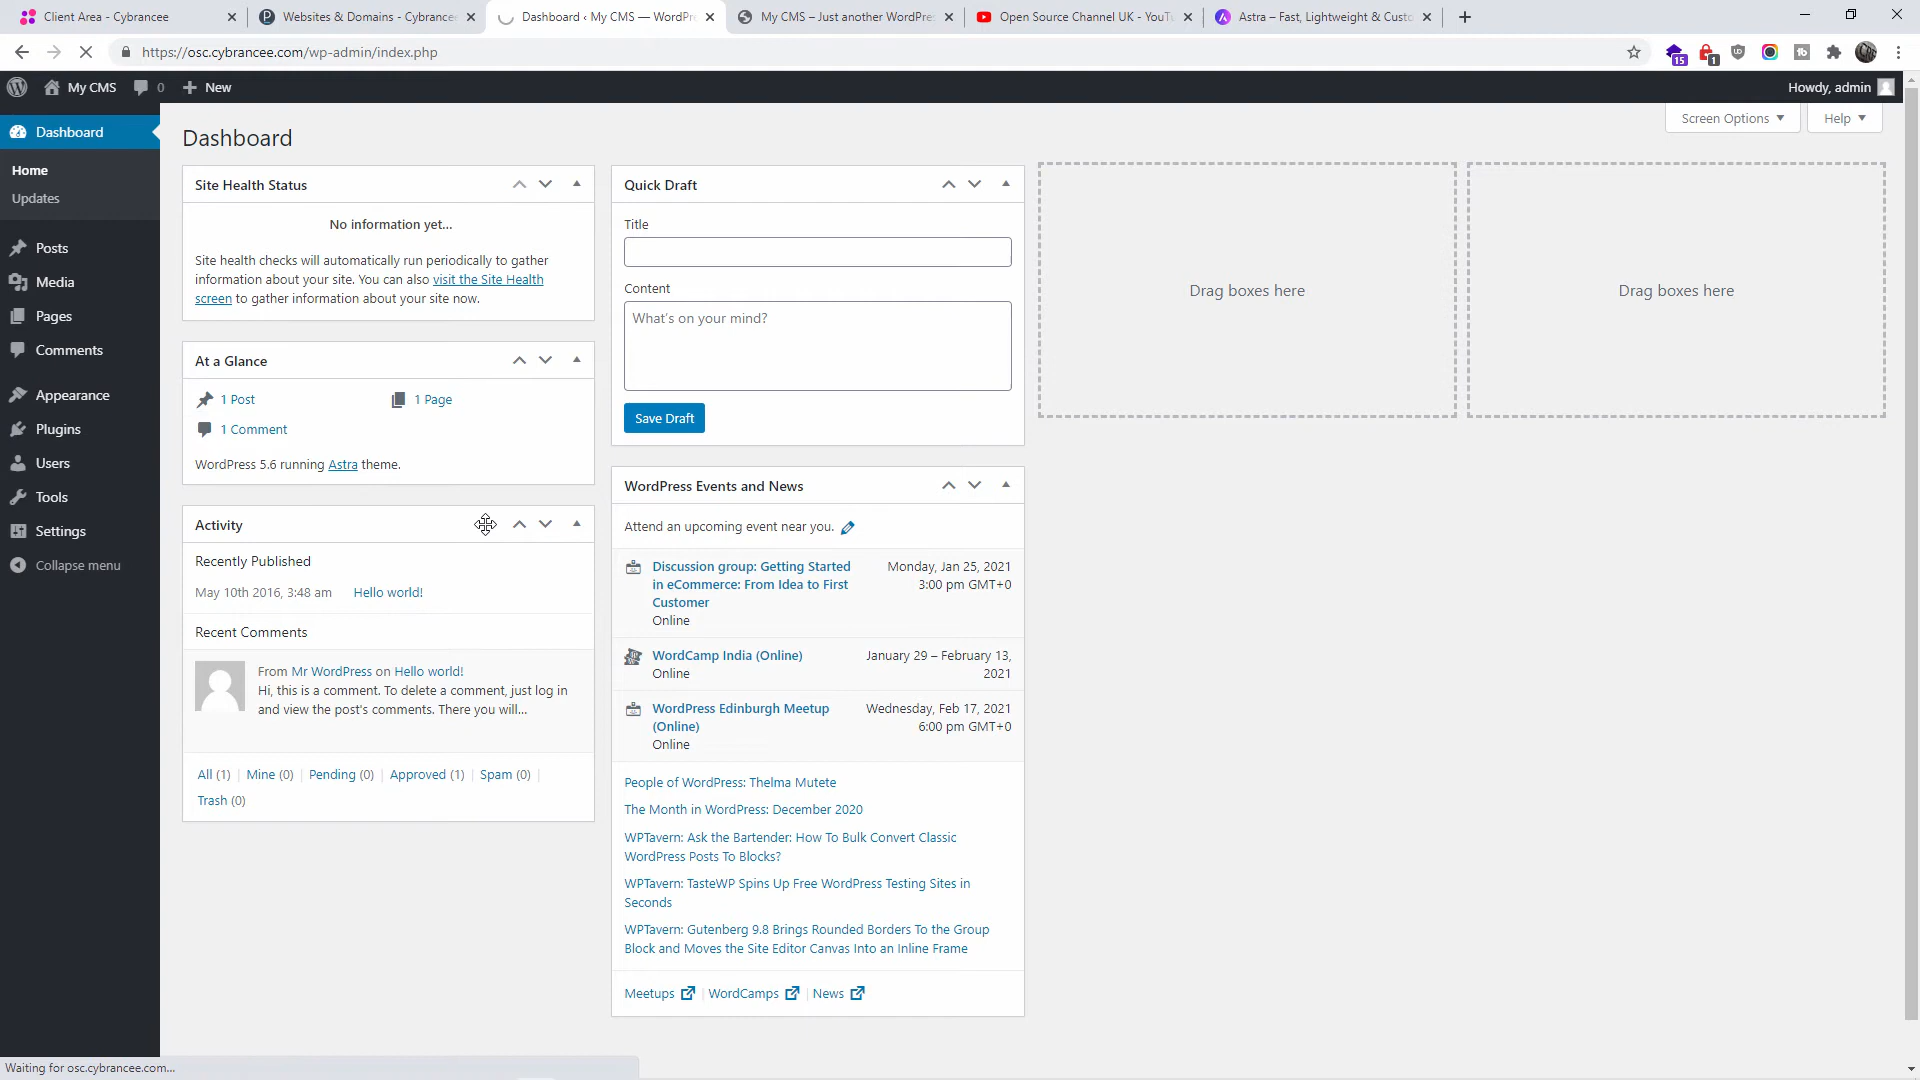 Client Area - Cybrancee
Websites & Domains - Cybrancee
Dashboard ‹ My CMS — WordPr
My CMS – Just another WordPres
Open Source Channel UK - YouTu
Astra – Fast, Lightweight & Custo
https://osc.cybrancee.com/wp-admin/index.php
15
1
My CMS
0
New
Howdy, admin
Dashboard
Home
Updates
Posts
Media
Pages
Comments
Appearance
Plugins
Users
Tools
Settings
Collapse menu
Screen Options
Help
Dashboard
Site Health Status
No information yet...
Site health checks will automatically run periodically to gather
information about your site. You can also visit the Site Health
screen to gather information about your site now.
At a Glance
1 Post
1 Page
1 Comment
WordPress 5.6 running Astra theme.
Activity
Recently Published
May 10th 2016, 3:48 am Hello world!
Recent Comments
From Mr WordPress on Hello world!
Hi, this is a comment. To delete a comment, just log in
and view the post's comments. There you will...
All (1) | Mine (0) | Pending (0) | Approved (1) | Spam (0) |
Trash (0)
Quick Draft
Title
Content
What's on your mind?
Save Draft
WordPress Events and News
Attend an upcoming event near you.
Discussion group: Getting Started
in eCommerce: From Idea to First
Customer
Online
Monday, Jan 25, 2021
3:00 pm GMT+0
WordCamp India (Online)
Online
January 29 – February 13,
2021
WordPress Edinburgh Meetup
(Online)
Online
Wednesday, Feb 17, 2021
6:00 pm GMT+0
People of WordPress: Thelma Mutete
The Month in WordPress: December 2020
WPTavern: Ask the Bartender: How To Bulk Convert Classic
WordPress Posts To Blocks?
WPTavern: TasteWP Spins Up Free WordPress Testing Sites in
Seconds
WPTavern: Gutenberg 9.8 Brings Rounded Borders To the Group
Block and Moves the Site Editor Canvas Into an Inline Frame
Meetups | WordCamps | News
Drag boxes here
Drag boxes here
Waiting for osc.cybrancee.com...